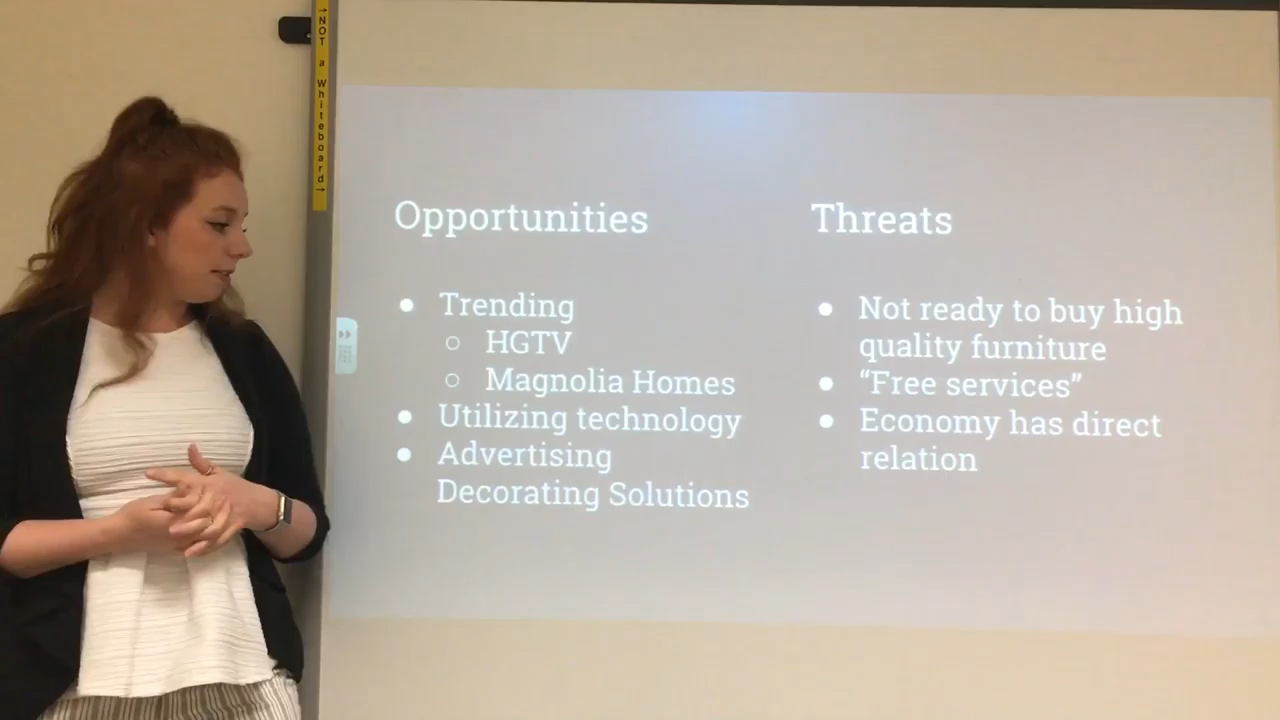 →NOT a Whiteboard→
Opportunities
● Trending
○ HGTV
○ Magnolia Homes
● Utilizing technology
● Advertising
Decorating Solutions
Threats
● Not ready to buy high
quality furniture
● “Free services”
● Economy has direct
relation